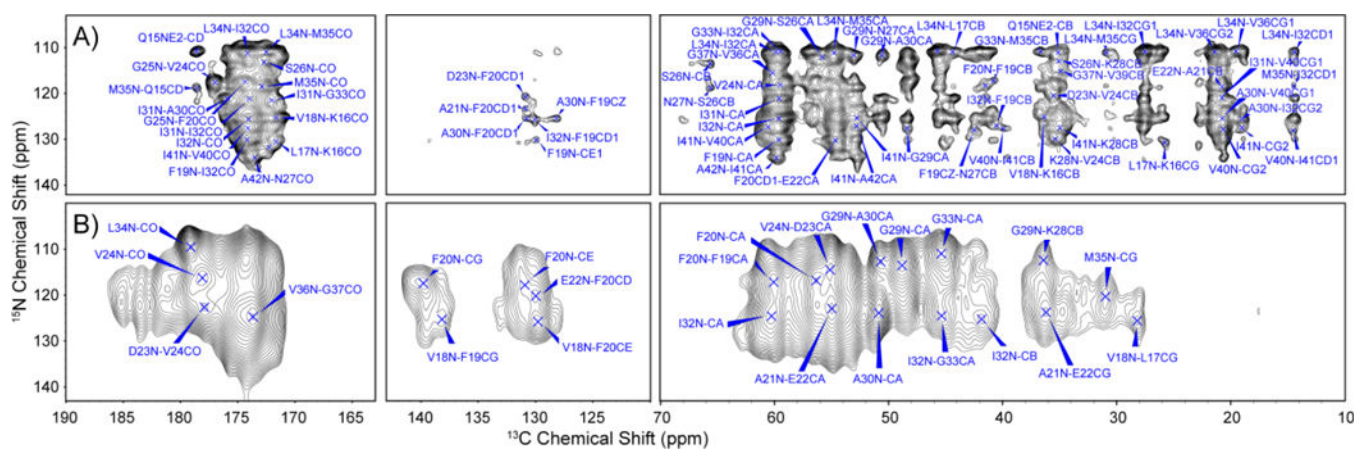 A)
Q15NE2-CD
G25N-V24CO
M35N-Q15CD
I31N-A30CO
G25N-F20CO
I31N-I32CO
I32N-CO
I41N-V40CO
F19N-I32CO
L34N-I32CO
L34N-M35CO
S26N-CO
M35N-CO
I31N-G33CO
V18N-K16CO
L17N-K16CO
A42N-N27CO
D23N-F20CD1
A21N-F20CD1
A30N-F20CD1
A30N-F19CZ
I32N-F19CD1
F19N-CE1
G33N-I32CA
L34N-I32CA
G37N-V36CA
S26N-CB
V24N-CA
N27N-S26CB
I31N-CA
I32N-CA
I41N-V40CA
F19N-CA
A42N-I41CA
F20CD1-E22CA
G29N-S26CA
L34N-M35CA
G29N-N27CA
G29N-A30CA
L34N-L17CB
G33N-M35CB
F20N-F19CB
I32N-F19CB
I41N-G29CA
I41N-A42CA
V40N-I41CB
F19CZ-N27CB
Q15NE2-CB
L34N-M35CG
L34N-I32CG1
S26N-K28CB
G37N-V39CB
D23N-V24CB
E22N-A21CB
I41N-K28CB
K28N-V24CB
V18N-K16CB
L17N-K16CG
L34N-V36CG1
L34N-V36CG2
L34N-I32CD1
I31N-V40CG1
M35N-I32CD1
A30N-V40CG1
A30N-I32CG2
I41N-CG2
V40N-CG2
V40N-I41CD1
110
120
130
140
B)
L34N-CO
V24N-CO
V36N-G37CO
D23N-V24CO
F20N-CG
V18N-F19CG
F20N-CE
E22N-F20CD
V18N-F20CE
F20N-CA
F20N-F19CA
I32N-CA
V24N-D23CA
G29N-A30CA
G29N-CA
G33N-CA
A21N-E22CA
A30N-CA
I32N-G33CA
I32N-CB
G29N-K28CB
M35N-CG
A21N-E22CG
V18N-L17CG
110
120
130
140
15N Chemical Shift (ppm)
190 180 170 140 130 120 70 60 50 40 30 20 10
13C Chemical Shift (ppm)